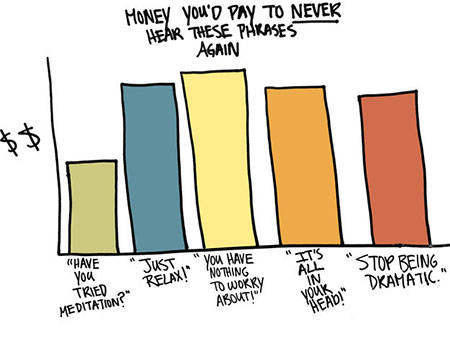 MONEY YOU'D PAY TO NEVER
HEAR THESE PHRASES
AGAIN
$$
"HAVE
YOU
TRIED
MEDITATION?"
"JUST
RELAX!"
"YOU HAVE
NOTHING
TO WORRY
ABOUT!"
"IT'S
ALL
IN
YOUR
HEAD!"
"STOP BEING
DRAMATIC."